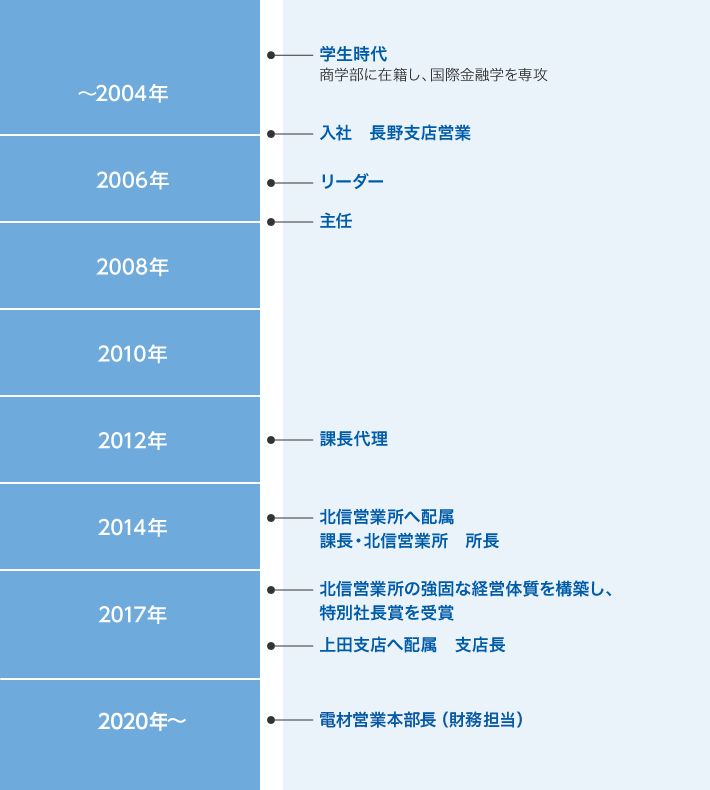 学生時代
商学部に在籍し、国際金融学を専攻
～2004年
入社　長野支店営業
2006年
リーダー
主任
2008年
2010年
2012年
課長代理
2014年
北信営業所へ配属
課長・北信営業所　所長
2017年
北信営業所の強固な経営体質を構築し、
特別社長賞を受賞
上田支店へ配属　支店長
2020年～
電材営業本部長（財務担当）